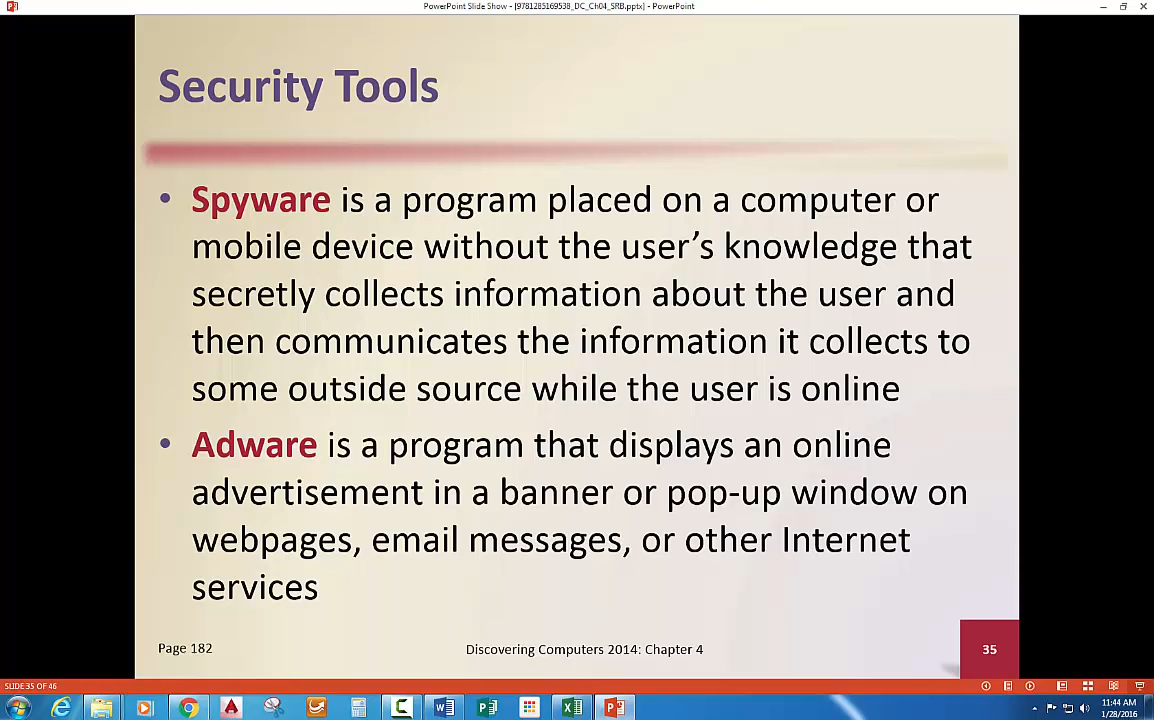 PowerPoint Slide Show - [9781285169538_DC_Ch04_SRB.pptx] - PowerPoint
Security Tools
• Spyware is a program placed on a computer or
mobile device without the user’s knowledge that
secretly collects information about the user and
then communicates the information it collects to
some outside source while the user is online
• Adware is a program that displays an online
advertisement in a banner or pop-up window on
webpages, email messages, or other Internet
services
Page 182
Discovering Computers 2014: Chapter 4
35
SLIDE 35 OF 46
11:44 AM
1/28/2016